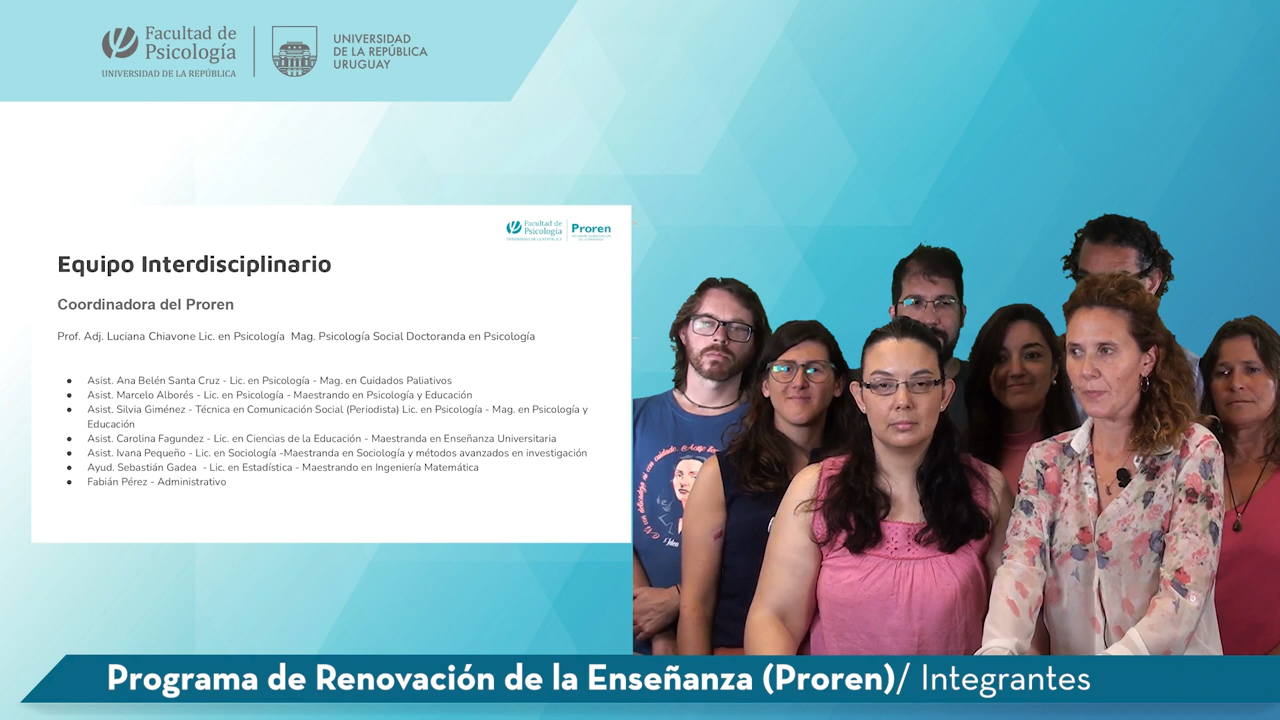 Facultad de
Psicología
UNIVERSIDAD DE LA REPÚBLICA
UNIVERSIDAD
DE LA REPÚBLICA
URUGUAY
Facultad de
Psicología
UNIVERSIDAD DE LA REPÚBLICA
Proren
Equipo Interdisciplinario
Coordinadora del Proren
Prof. Adj. Luciana Chiavone Lic. en Psicología  Mag. Psicología Social Doctoranda en Psicología
● Asist. Ana Belén Santa Cruz - Lic. en Psicología - Mag. en Cuidados Paliativos
● Asist. Marcelo Alborés - Lic. en Psicología - Maestrando en Psicología y Educación
● Asist. Silvia Giménez - Técnica en Comunicación Social (Periodista) Lic. en Psicología - Mag. en Psicología y
Educación
● Asist. Carolina Fagundez - Lic. en Ciencias de la Educación - Maestranda en Enseñanza Universitaria
● Asist. Ivana Pequeño - Lic. en Sociología -Maestranda en Sociología y métodos avanzados en investigación
● Ayud. Sebastián Gadea  - Lic. en Estadística - Maestrando en Ingeniería Matemática
● Fabián Pérez - Administrativo
Programa de Renovación de la Enseñanza (Proren)/ Integrantes